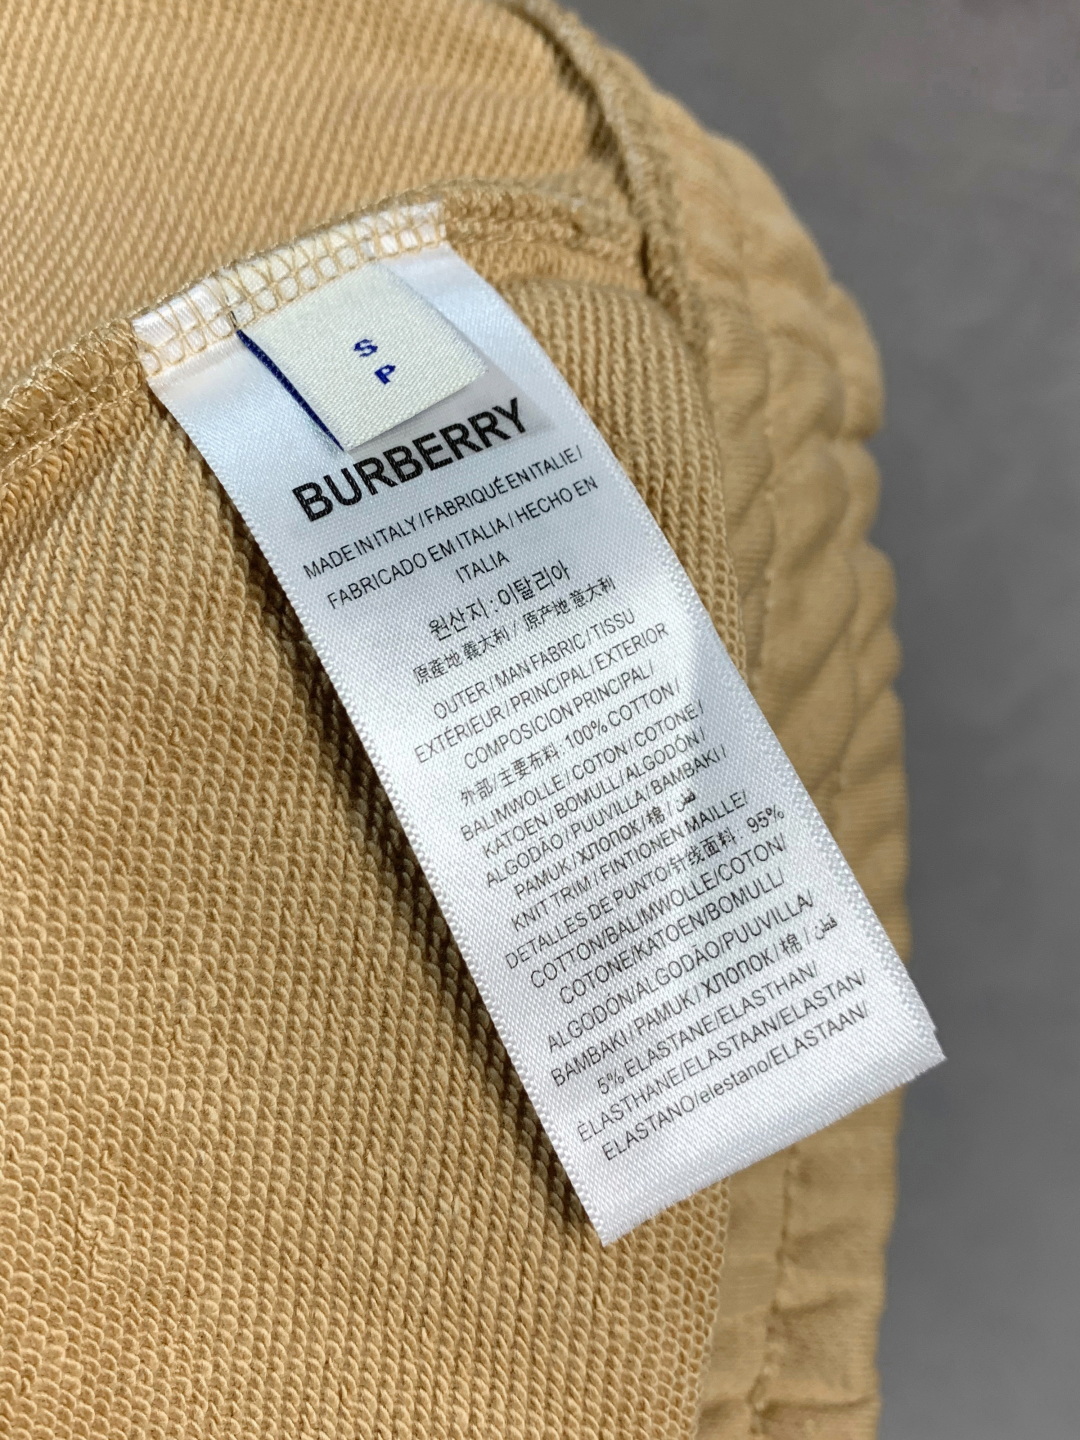 S
P
BURBERRY
MADE IN ITALY/FABRIQUÉ EN ITALIE/
FABRICADO EM ITALIA/HECHO EN
ITALIA
원산지:이탈리아
原産地 義大利/原产地 意大利
OUTER/MAN FABRIC/TISSU
EXTÉRIEUR/PRINCIPAL/EXTERIOR
COMPOSICION PRINCIPAL/
外部/主要布料: 100% COTTON/
BALIMWOLLE/COTON/COTONE/
KATOEN/BOMULL/ALGODÓN/
ALGODÃO/PUUVILLA/BAMBAKI/
PAMUK/ХЛОПОК/棉/قطن
KNIT TRIM/FINTIONEN MAILLE/
DETALLES DE PUNTO/针线面料: 95%
COTTON/BALIMWOLLE/COTON/
COTONE/KATOEN/BOMULL/
ALGODÓN/ALGODÃO/PUUVILLA/
BAMBAKI/PAMUK/ХЛОПОК/棉/قطن
5% ELASTANE/ELASTHAN/
ÉLASTHANE/ELASTAAN/ELASTAN/
ELASTANO/elestano/ELASTAAN/